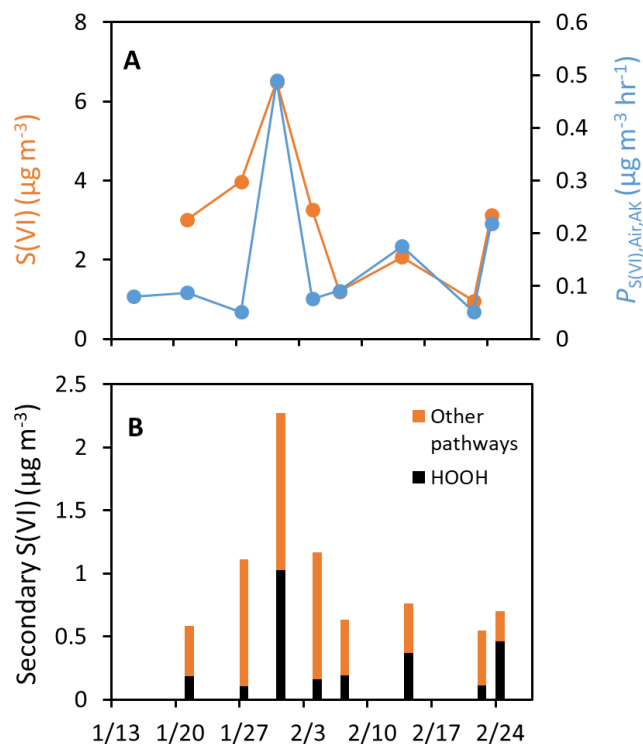 A
8
6
4
2
0
S(VI) (µg m⁻³)
0.6
0.5
0.4
0.3
0.2
0.1
0
P_S(VI),Air,AK (µg m⁻³ hr⁻¹)
B
2.5
2
1.5
1
0.5
0
Secondary S(VI) (µg m⁻³)
Other
pathways
HOOH
1/13 1/20 1/27 2/3 2/10 2/17 2/24